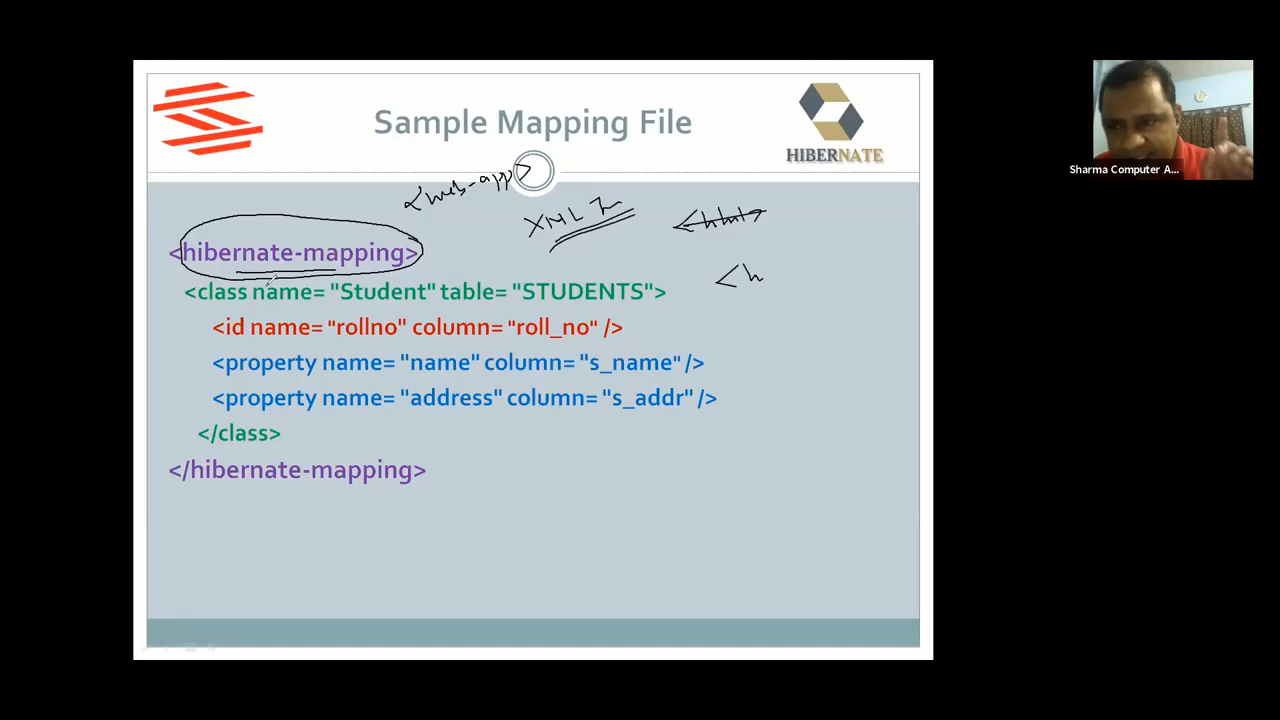 Sample Mapping File
HIBERNATE
Sharma Computer A...
<web-app>
XML
<html>
<hibernate-mapping>
<h
<class name= "Student" table= "STUDENTS">
<id name= "rollno" column= "roll_no" />
<property name= "name" column= "s_name" />
<property name= "address" column= "s_addr" />
</class>
</hibernate-mapping>